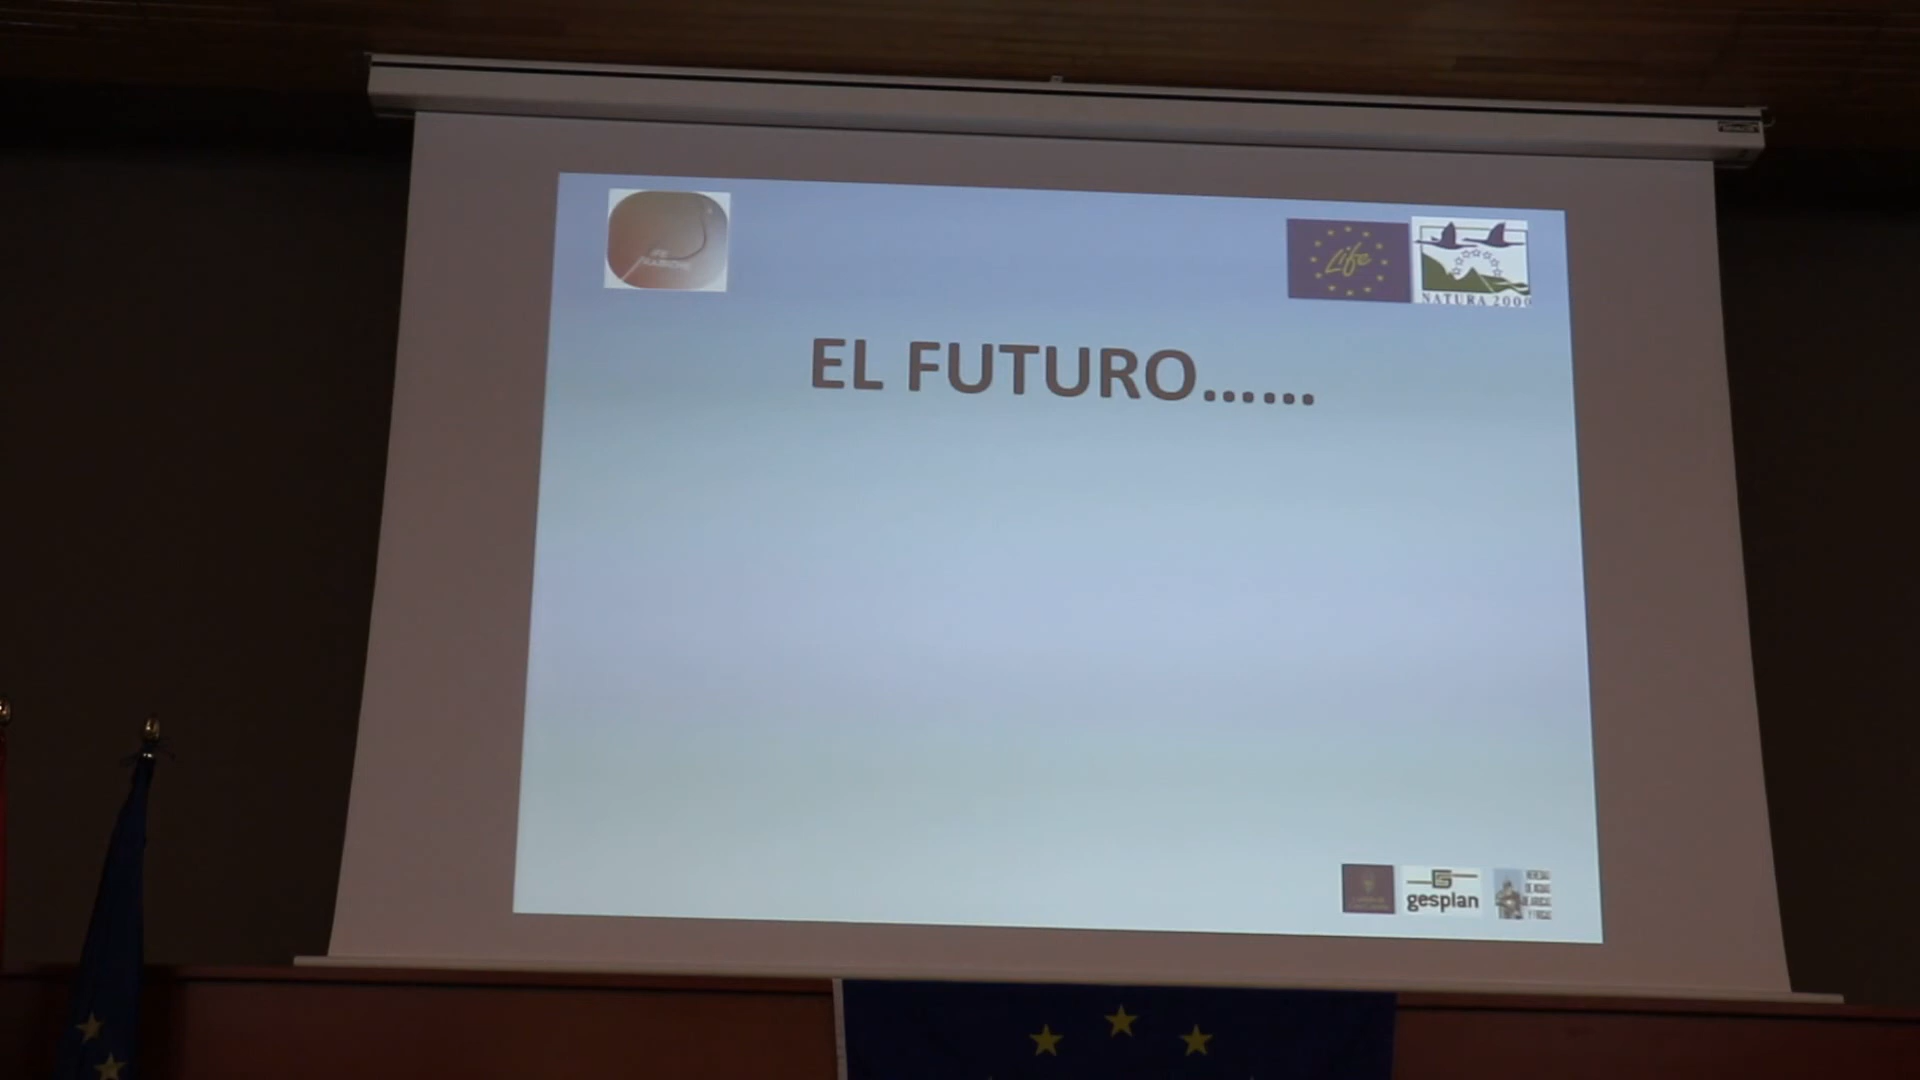 Life
NATURA 2000
EL FUTURO......
gesplan